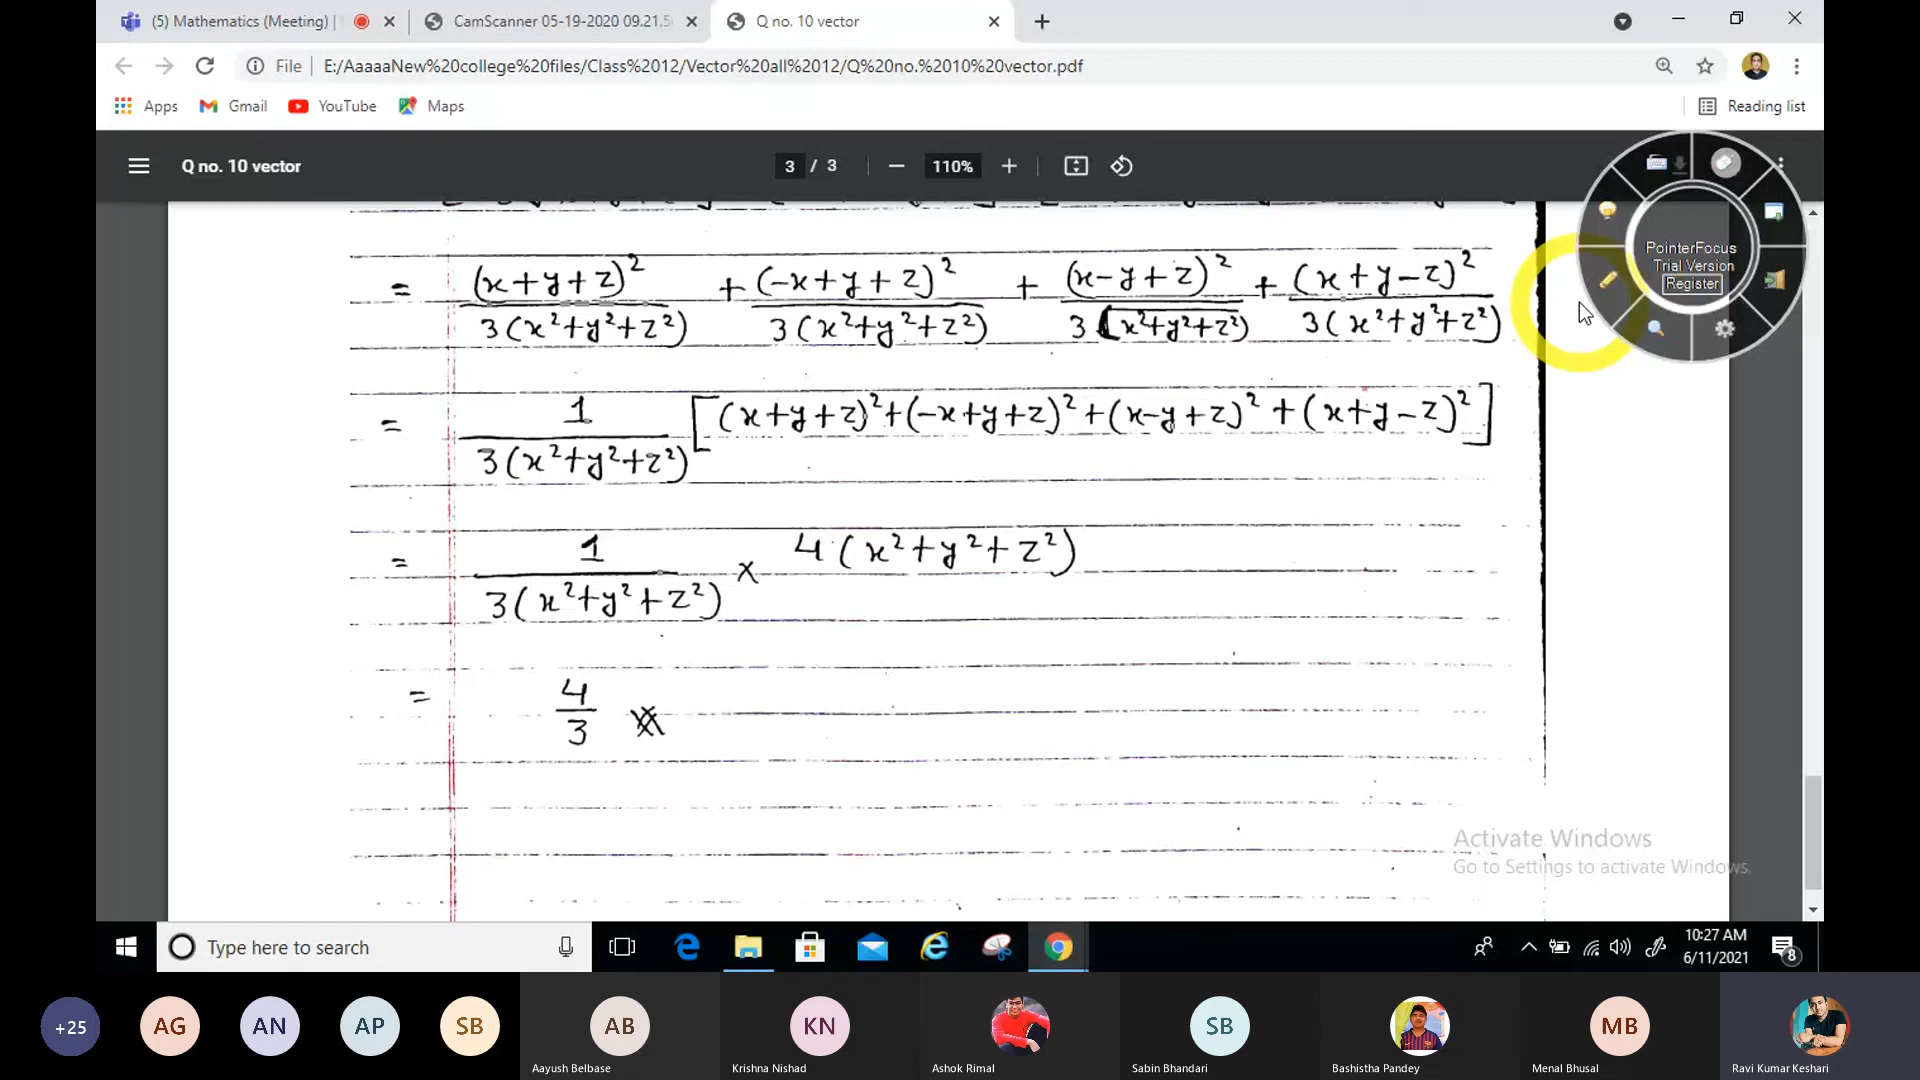 (5) Mathematics (Meeting) |
CamScanner 05-19-2020 09.21.5
Q no. 10 vector
File | E:/AaaaaNew%20college%20files/Class%2012/Vector%20all%2012/Q%20no.%2010%20vector.pdf
Apps Gmail YouTube Maps Reading list
Q no. 10 vector 3 / 3 110%
PointerFocus
Trial Version
Register
= (x+y+z)²/3(x²+y²+z²) + (-x+y+z)²/3(x²+y²+z²) + (x-y+z)²/3(x²+y²+z²) + (x+y-z)²/3(x²+y²+z²)
= 1/3(x²+y²+z²) [(x+y+z)²+(-x+y+z)²+(x-y+z)²+(x+y-z)²]
= 1/3(x²+y²+z²) × 4(x²+y²+z²)
= 4/3
Activate Windows
Go to Settings to activate Windows.
Type here to search
10:27 AM
6/11/2021
8
+25 AG AN AP SB AB KN SB MB
Aayush Belbase Krishna Nishad Ashok Rimal Sabin Bhandari Bashistha Pandey Menal Bhusal Ravi Kumar Keshari